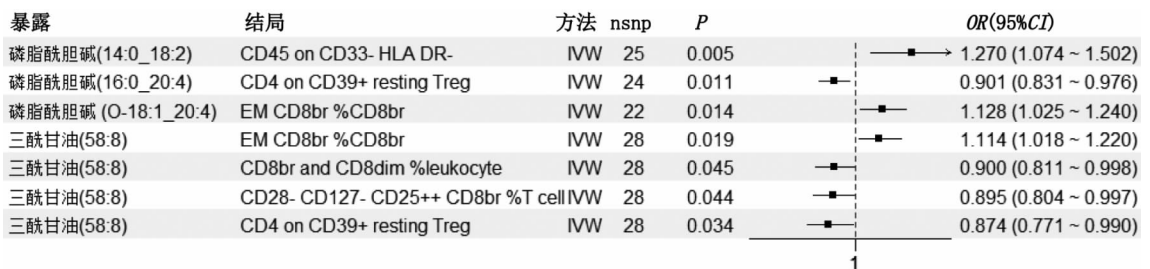 暴露 结局 方法 nsnp P OR(95%CI)
磷脂酰胆碱(14:0_18:2) CD45 on CD33- HLA DR- IVW 25 0.005 1.270 (1.074 ~ 1.502)
磷脂酰胆碱(16:0_20:4) CD4 on CD39+ resting Treg IVW 24 0.011 0.901 (0.831 ~ 0.976)
磷脂酰胆碱 (O-18:1_20:4) EM CD8br %CD8br IVW 22 0.014 1.128 (1.025 ~ 1.240)
三酰甘油(58:8) EM CD8br %CD8br IVW 28 0.019 1.114 (1.018 ~ 1.220)
三酰甘油(58:8) CD8br and CD8dim %leukocyte IVW 28 0.045 0.900 (0.811 ~ 0.998)
三酰甘油(58:8) CD28- CD127- CD25++ CD8br %T cell IVW 28 0.044 0.895 (0.804 ~ 0.997)
三酰甘油(58:8) CD4 on CD39+ resting Treg IVW 28 0.034 0.874 (0.771 ~ 0.990)
1